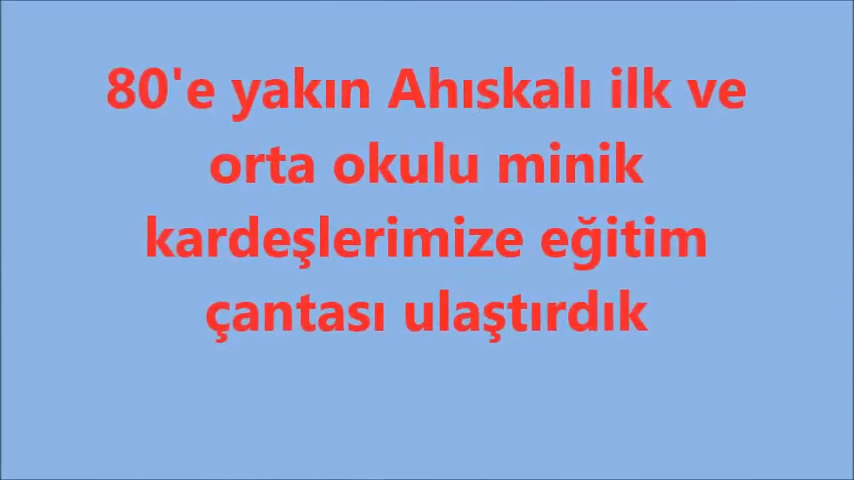 80'e yakın Ahıskalı ilk ve
orta okulu minik
kardeşlerimize eğitim
çantası ulaştırdık